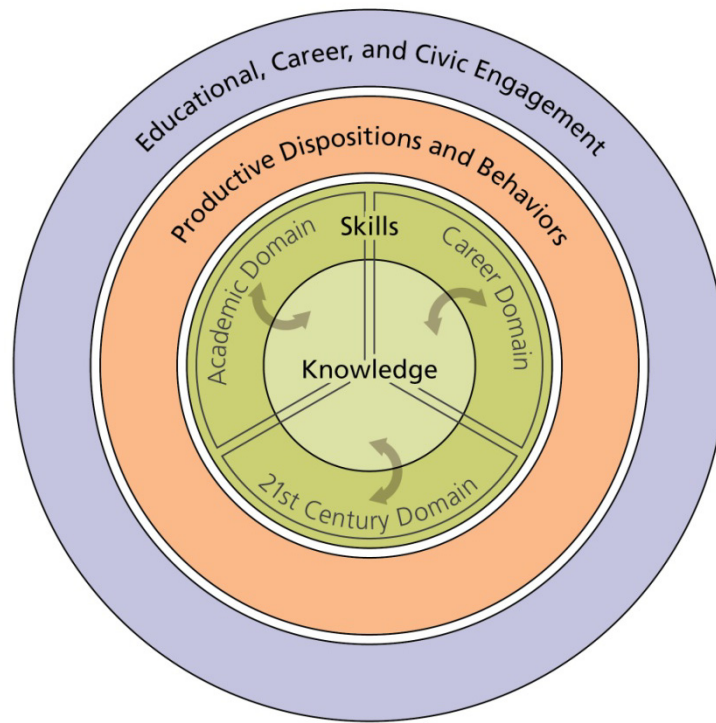 Educational, Career, and Civic Engagement
Productive Dispositions and Behaviors
Skills
Academic Domain
Career Domain
Knowledge
21st Century Domain